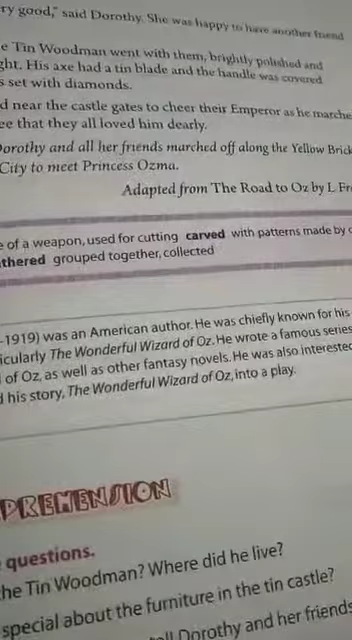 ry good," said Dorothy. She was happy to have another friend
e Tin Woodman went with them, brightly polished and
ght. His axe had a tin blade and the handle was covered
s set with diamonds.
d near the castle gates to cheer their Emperor as he marche
ee that they all loved him dearly.
Dorothy and all her friends marched off along the Yellow Brick
City to meet Princess Ozma.
Adapted from The Road to Oz by L Fr
e of a weapon, used for cutting carved with patterns made by c
thered grouped together, collected
-1919) was an American author. He was chiefly known for his
icularly The Wonderful Wizard of Oz. He wrote a famous series
of Oz, as well as other fantasy novels. He was also interested
d his story, The Wonderful Wizard of Oz, into a play.
PREHENSION
questions.
he Tin Woodman? Where did he live?
special about the furniture in the tin castle?
tell Dorothy and her friends